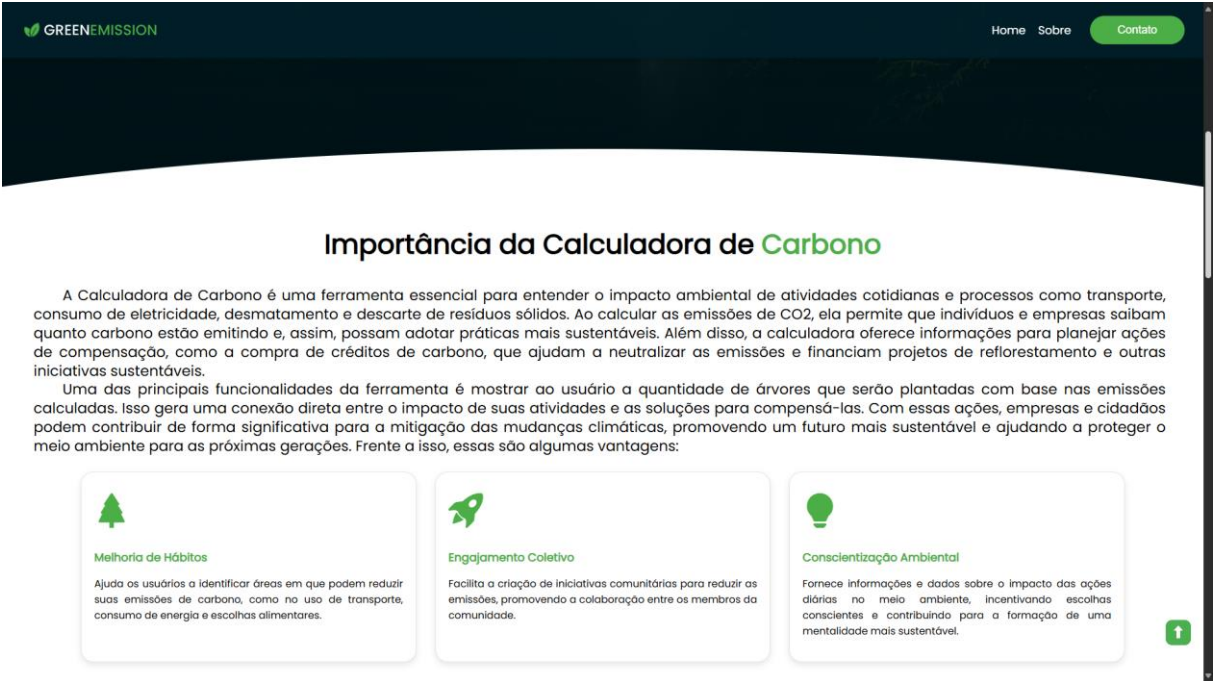 GREENEMISSION
Home Sobre Contato
Importância da Calculadora de Carbono
A Calculadora de Carbono é uma ferramenta essencial para entender o impacto ambiental de atividades cotidianas e processos como transporte,
consumo de eletricidade, desmatamento e descarte de resíduos sólidos. Ao calcular as emissões de CO2, ela permite que indivíduos e empresas saibam
quanto carbono estão emitindo e, assim, possam adotar práticas mais sustentáveis. Além disso, a calculadora oferece informações para planejar ações
de compensação, como a compra de créditos de carbono, que ajudam a neutralizar as emissões e financiam projetos de reflorestamento e outras
iniciativas sustentáveis.
Uma das principais funcionalidades da ferramenta é mostrar ao usuário a quantidade de árvores que serão plantadas com base nas emissões
calculadas. Isso gera uma conexão direta entre o impacto de suas atividades e as soluções para compensá-las. Com essas ações, empresas e cidadãos
podem contribuir de forma significativa para a mitigação das mudanças climáticas, promovendo um futuro mais sustentável e ajudando a proteger o
meio ambiente para as próximas gerações. Frente a isso, essas são algumas vantagens:
Melhoria de Hábitos
Ajuda os usuários a identificar áreas em que podem reduzir
suas emissões de carbono, como no uso de transporte,
consumo de energia e escolhas alimentares.
Engajamento Coletivo
Facilita a criação de iniciativas comunitárias para reduzir as
emissões, promovendo a colaboração entre os membros da
comunidade.
Conscientização Ambiental
Fornece informações e dados sobre o impacto das ações
diárias no meio ambiente, incentivando escolhas
conscientes e contribuindo para a formação de uma
mentalidade mais sustentável.